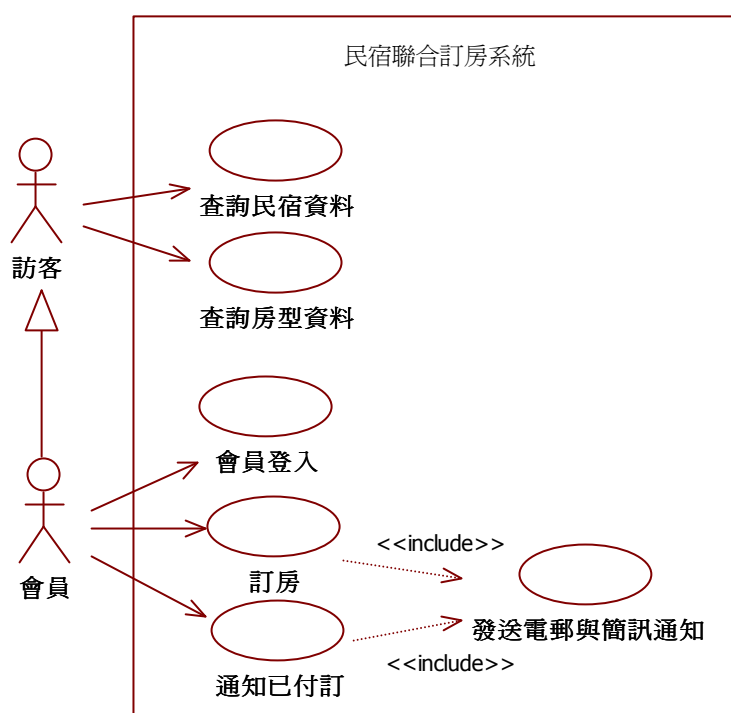 民宿聯合訂房系統
查詢民宿資料
訪客
查詢房型資料
會員登入
<<include>>
訂房
會員
發送電郵與簡訊通知
<<include>>
通知已付訂